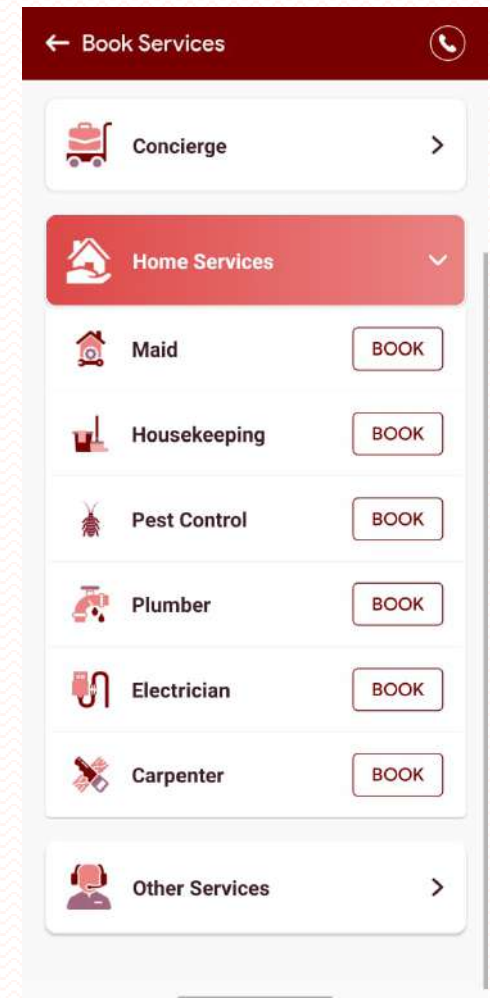 Book Services
Concierge
Home Services
Maid BOOK
Housekeeping BOOK
Pest Control BOOK
Plumber BOOK
Electrician BOOK
Carpenter BOOK
Other Services